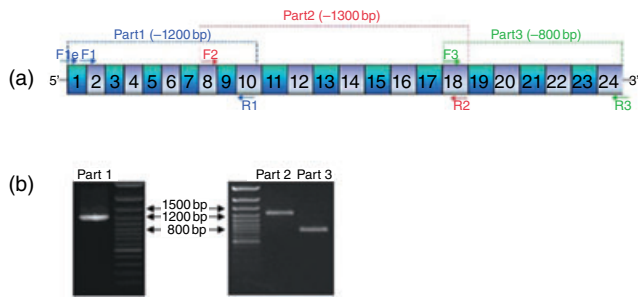 Part2 (~1300 bp)
Part1 (~1200 bp) Part3 (~800 bp)
F1e F1 F2 F3
(a) 5' 1 2 3 4 5 6 7 8 9 10 11 12 13 14 15 16 17 18 19 20 21 22 23 24 3'
R1 R2 R3
(b) Part 1 Part 2 Part 3
1500 bp
1200 bp
800 bp